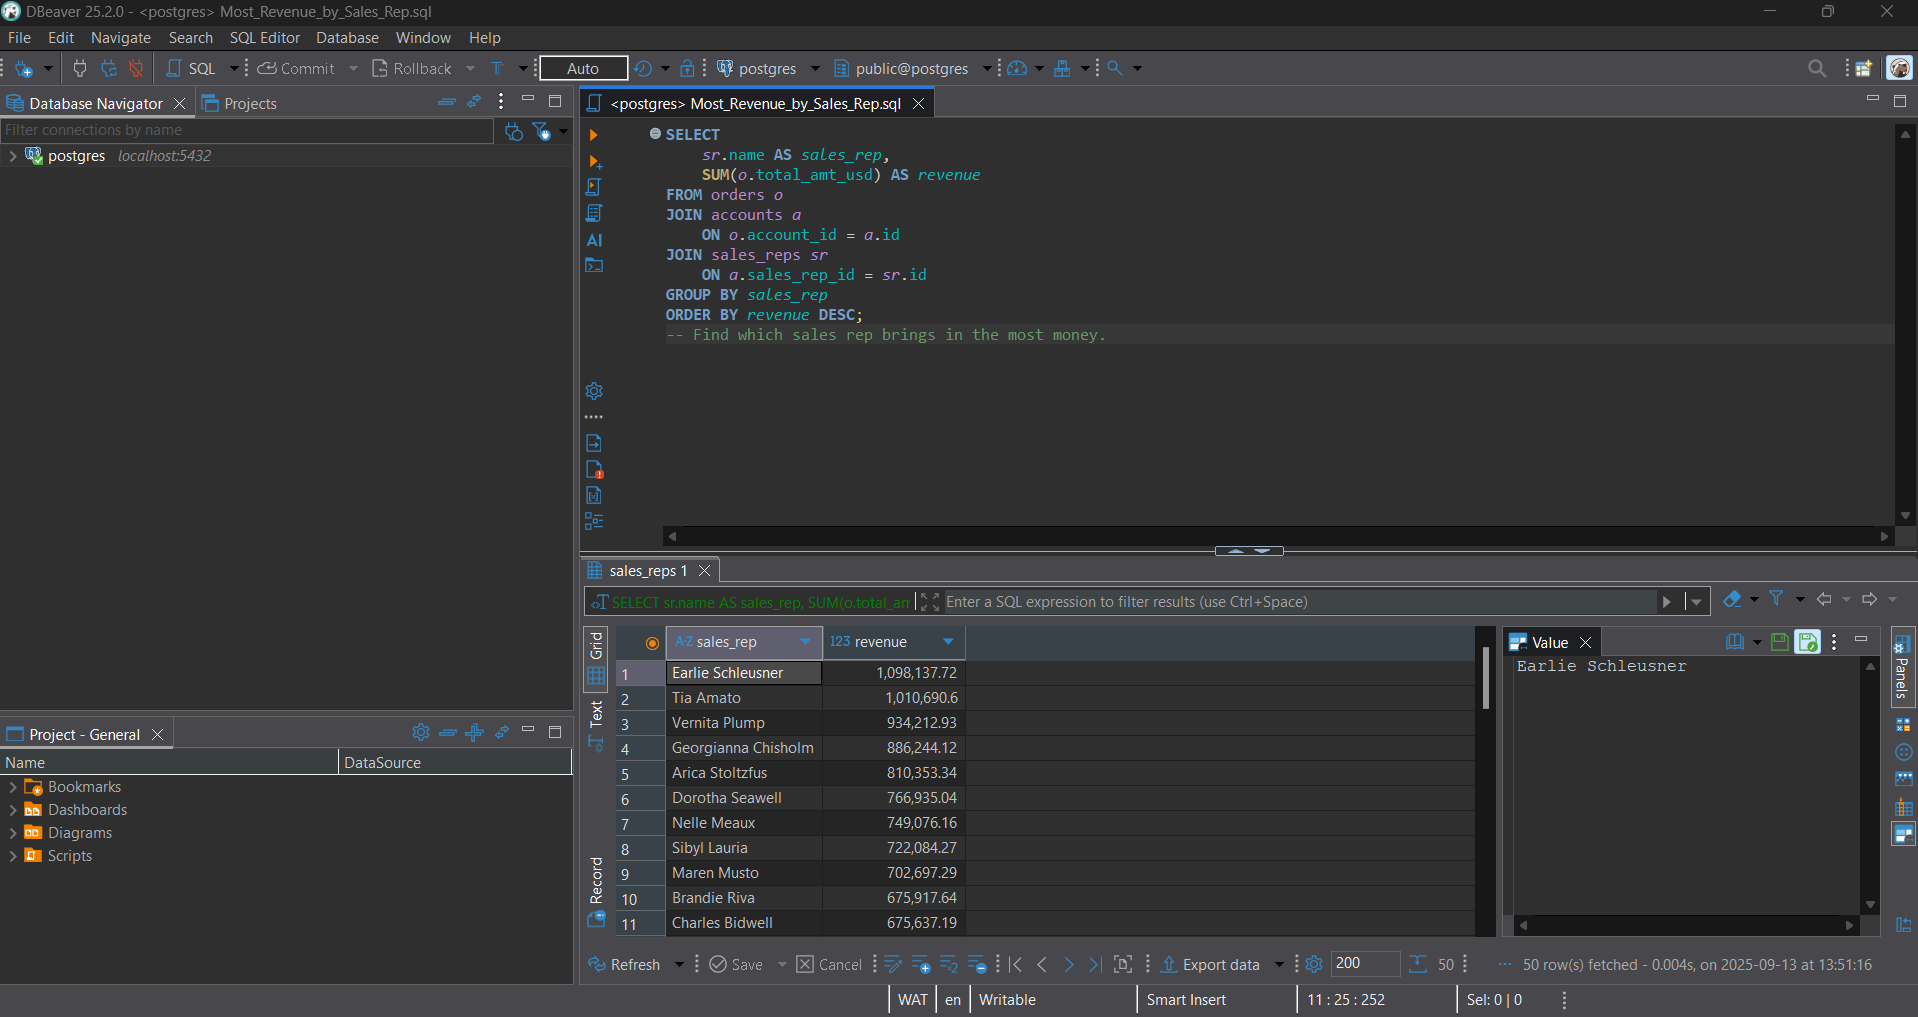 DBeaver 25.2.0 - <postgres> Most_Revenue_by_Sales_Rep.sql
File Edit Navigate Search SQL Editor Database Window Help
SQL Commit Rollback T Auto postgres public@postgres
Database Navigator Projects
Filter connections by name
postgres localhost:5432
Project - General
Name DataSource
Bookmarks
Dashboards
Diagrams
Scripts
<postgres> Most_Revenue_by_Sales_Rep.sql
AI
SELECT
sr.name AS sales_rep,
SUM(o.total_amt_usd) AS revenue
FROM orders o
JOIN accounts a
ON o.account_id = a.id
JOIN sales_reps sr
ON a.sales_rep_id = sr.id
GROUP BY sales_rep
ORDER BY revenue DESC;
-- Find which sales rep brings in the most money.
sales_reps 1
SELECT sr.name AS sales_rep, SUM(o.total_am Enter a SQL expression to filter results (use Ctrl+Space)
Grid
Text
Record
A-Z sales_rep 123 revenue
1 Earlie Schleusner 1,098,137.72
2 Tia Amato 1,010,690.6
3 Vernita Plump 934,212.93
4 Georgianna Chisholm 886,244.12
5 Arica Stoltzfus 810,353.34
6 Dorotha Seawell 766,935.04
7 Nelle Meaux 749,076.16
8 Sibyl Lauria 722,084.27
9 Maren Musto 702,697.29
10 Brandie Riva 675,917.64
11 Charles Bidwell 675,637.19
Value
Earlie Schleusner
Panels
Refresh Save Cancel Export data 200 50 ··· 50 row(s) fetched - 0.004s, on 2025-09-13 at 13:51:16
WAT en Writable Smart Insert 11 : 25 : 252 Sel: 0 | 0